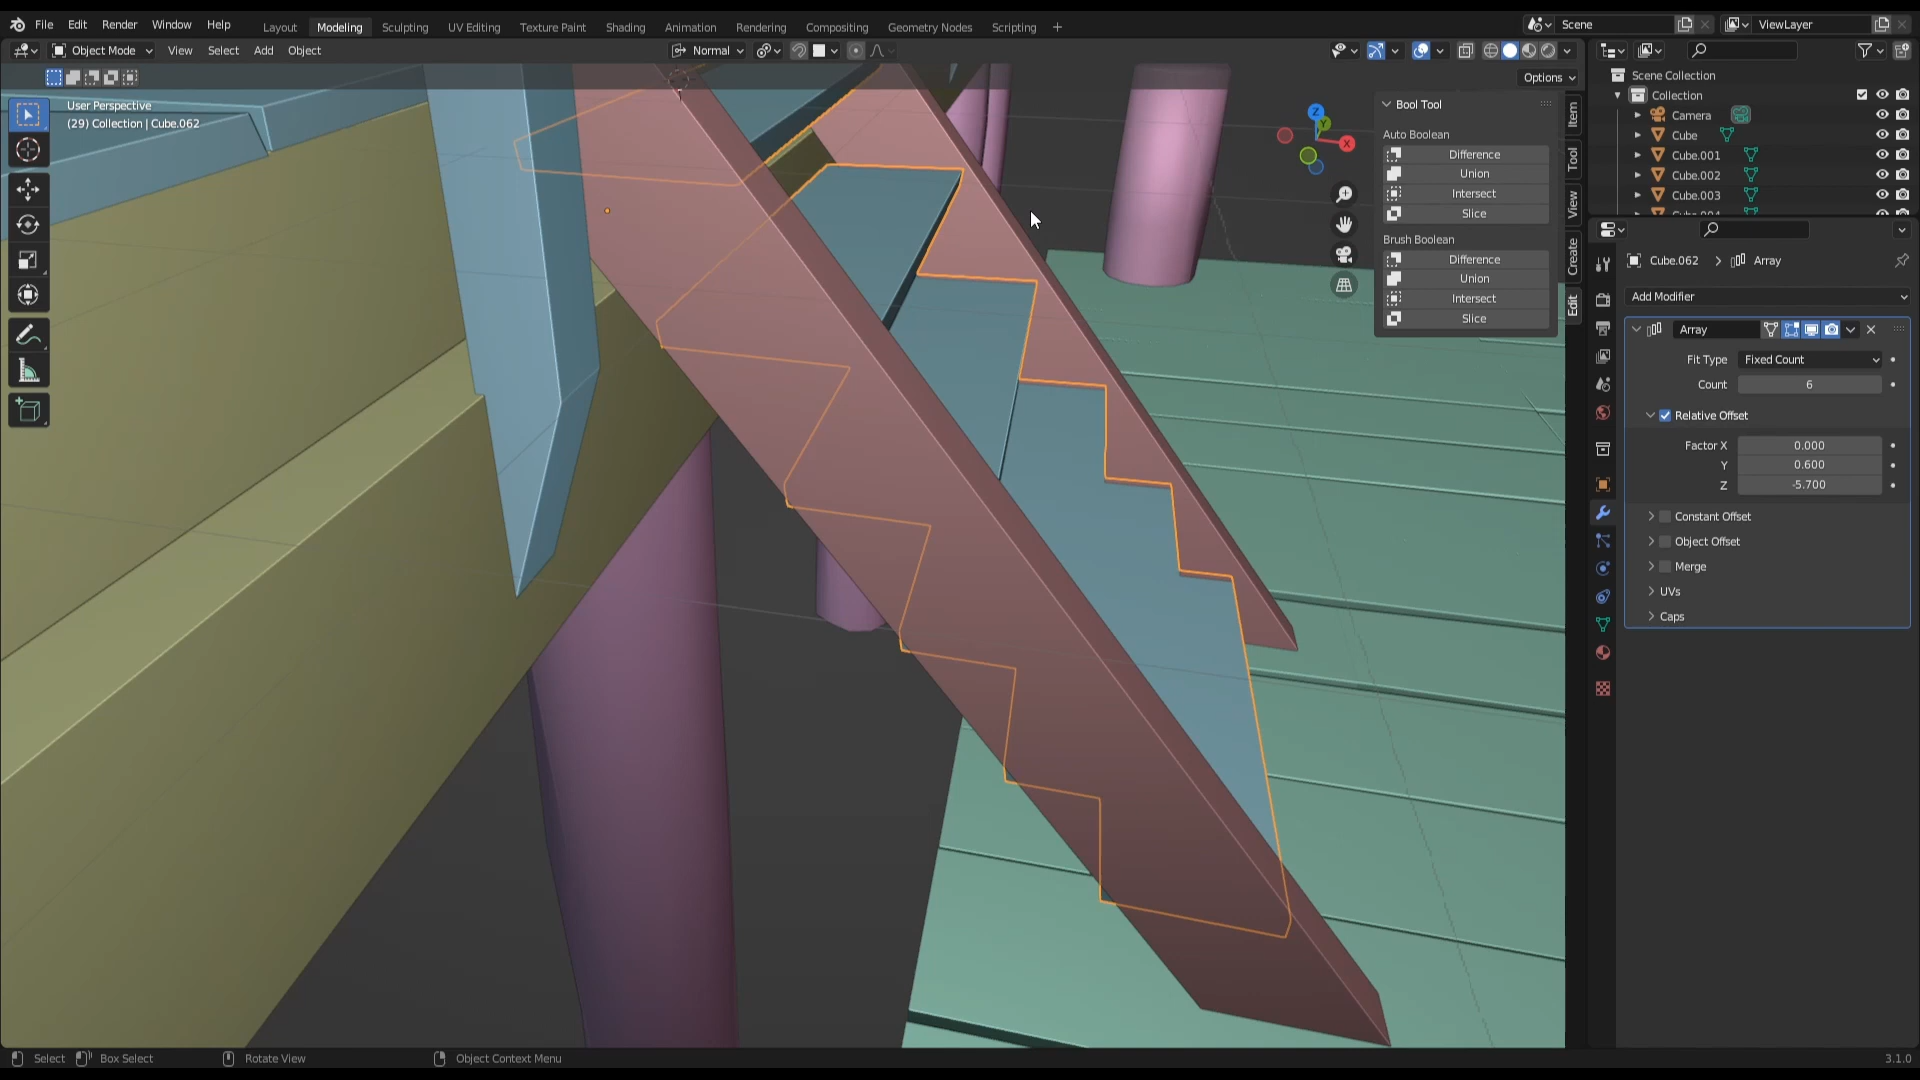 File Edit Render Window Help
Layout Modeling Sculpting UV Editing Texture Paint Shading Animation Rendering Compositing Geometry Nodes Scripting +
Scene
ViewLayer
Object Mode View Select Add Object
Normal
Options
User Perspective
(29) Collection | Cube.062
Z
Y
X
Bool Tool
Auto Boolean
Difference
Union
Intersect
Slice
Brush Boolean
Difference
Union
Intersect
Slice
Item
Tool
View
Create
Edit
Scene Collection
Collection
Camera
Cube
Cube.001
Cube.002
Cube.003
Cube.004
Cube.062 > Array
Add Modifier
Array
Fit Type Fixed Count
Count 6
Relative Offset
Factor X 0.000
Y 0.600
Z -5.700
Constant Offset
Object Offset
Merge
UVs
Caps
Select Box Select Rotate View Object Context Menu
3.1.0